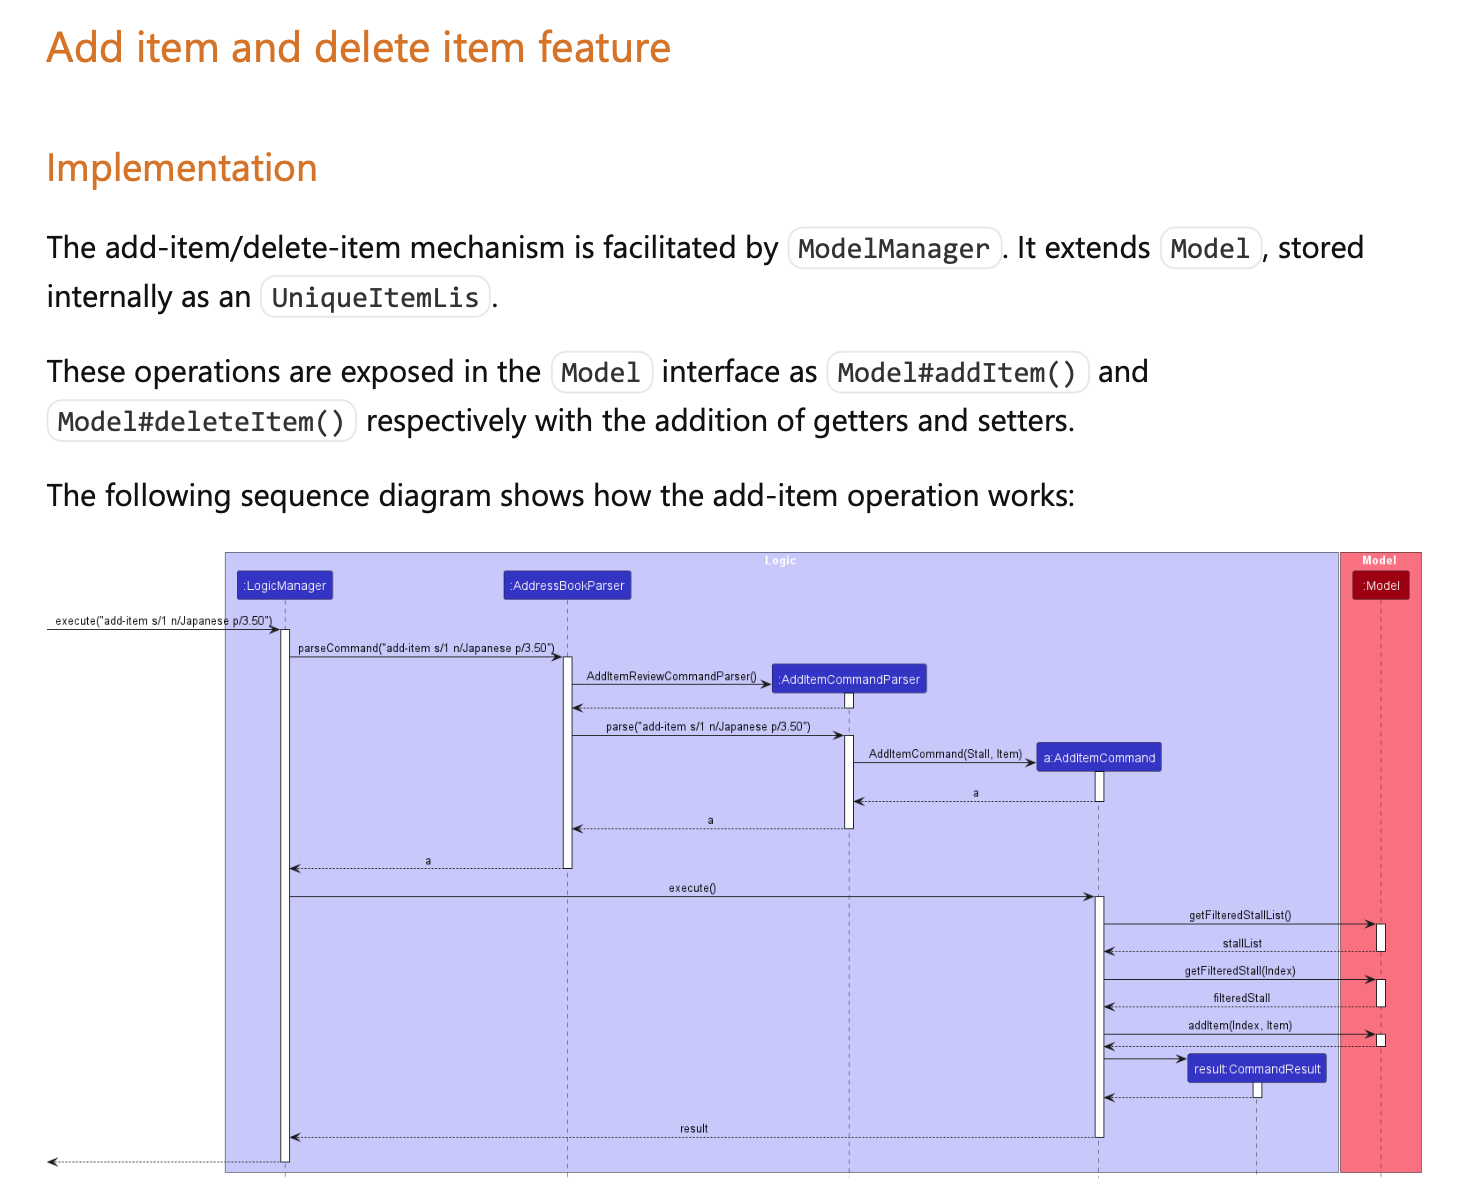 Add item and delete item feature
Implementation
The add-item/delete-item mechanism is facilitated by ModelManager. It extends Model, stored
internally as an UniqueItemLis.
These operations are exposed in the Model interface as Model#addItem() and
Model#deleteItem() respectively with the addition of getters and setters.
The following sequence diagram shows how the add-item operation works:
Logic
Model
:LogicManager
:AddressBookParser
:Model
execute("add-item s/1 n/Japanese p/3.50")
parseCommand("add-item s/1 n/Japanese p/3.50")
AddItemReviewCommandParser()
:AddItemCommandParser
parse("add-item s/1 n/Japanese p/3.50")
AddItemCommand(Stall, Item)
a:AddItemCommand
a
a
a
execute()
getFilteredStallList()
stallList
getFilteredStall(Index)
filteredStall
addItem(Index, Item)
result:CommandResult
result